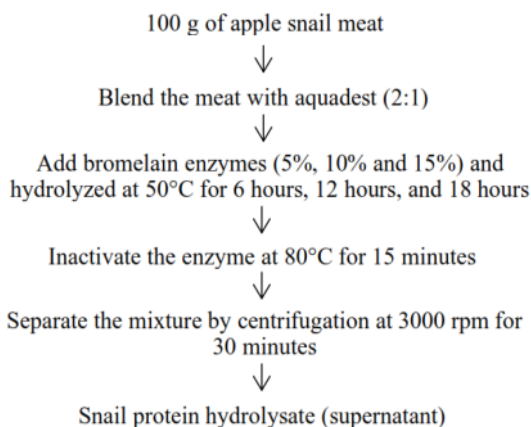 100 g of apple snail meat
Blend the meat with aquadest (2:1)
Add bromelain enzymes (5%, 10% and 15%) and
hydrolyzed at 50°C for 6 hours, 12 hours, and 18 hours
Inactivate the enzyme at 80°C for 15 minutes
Separate the mixture by centrifugation at 3000 rpm for
30 minutes
Snail protein hydrolysate (supernatant)